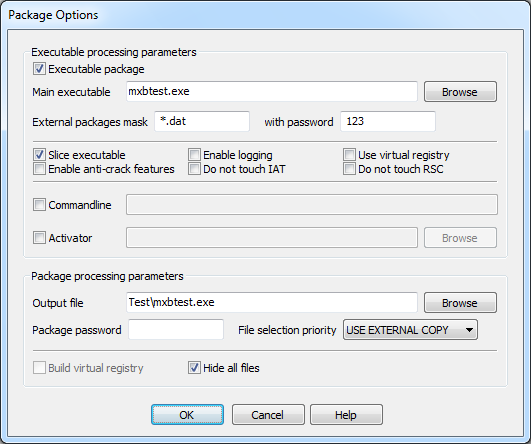 Package Options
Executable processing parameters
Executable package
Main executable mxbtest.exe Browse
External packages mask *.dat with password 123
Slice executable Enable logging Use virtual registry
Enable anti-crack features Do not touch IAT Do not touch RSC
Commandline
Activator Browse
Package processing parameters
Output file Test\mxbtest.exe Browse
Package password File selection priority USE EXTERNAL COPY
Build virtual registry Hide all files
OK Cancel Help